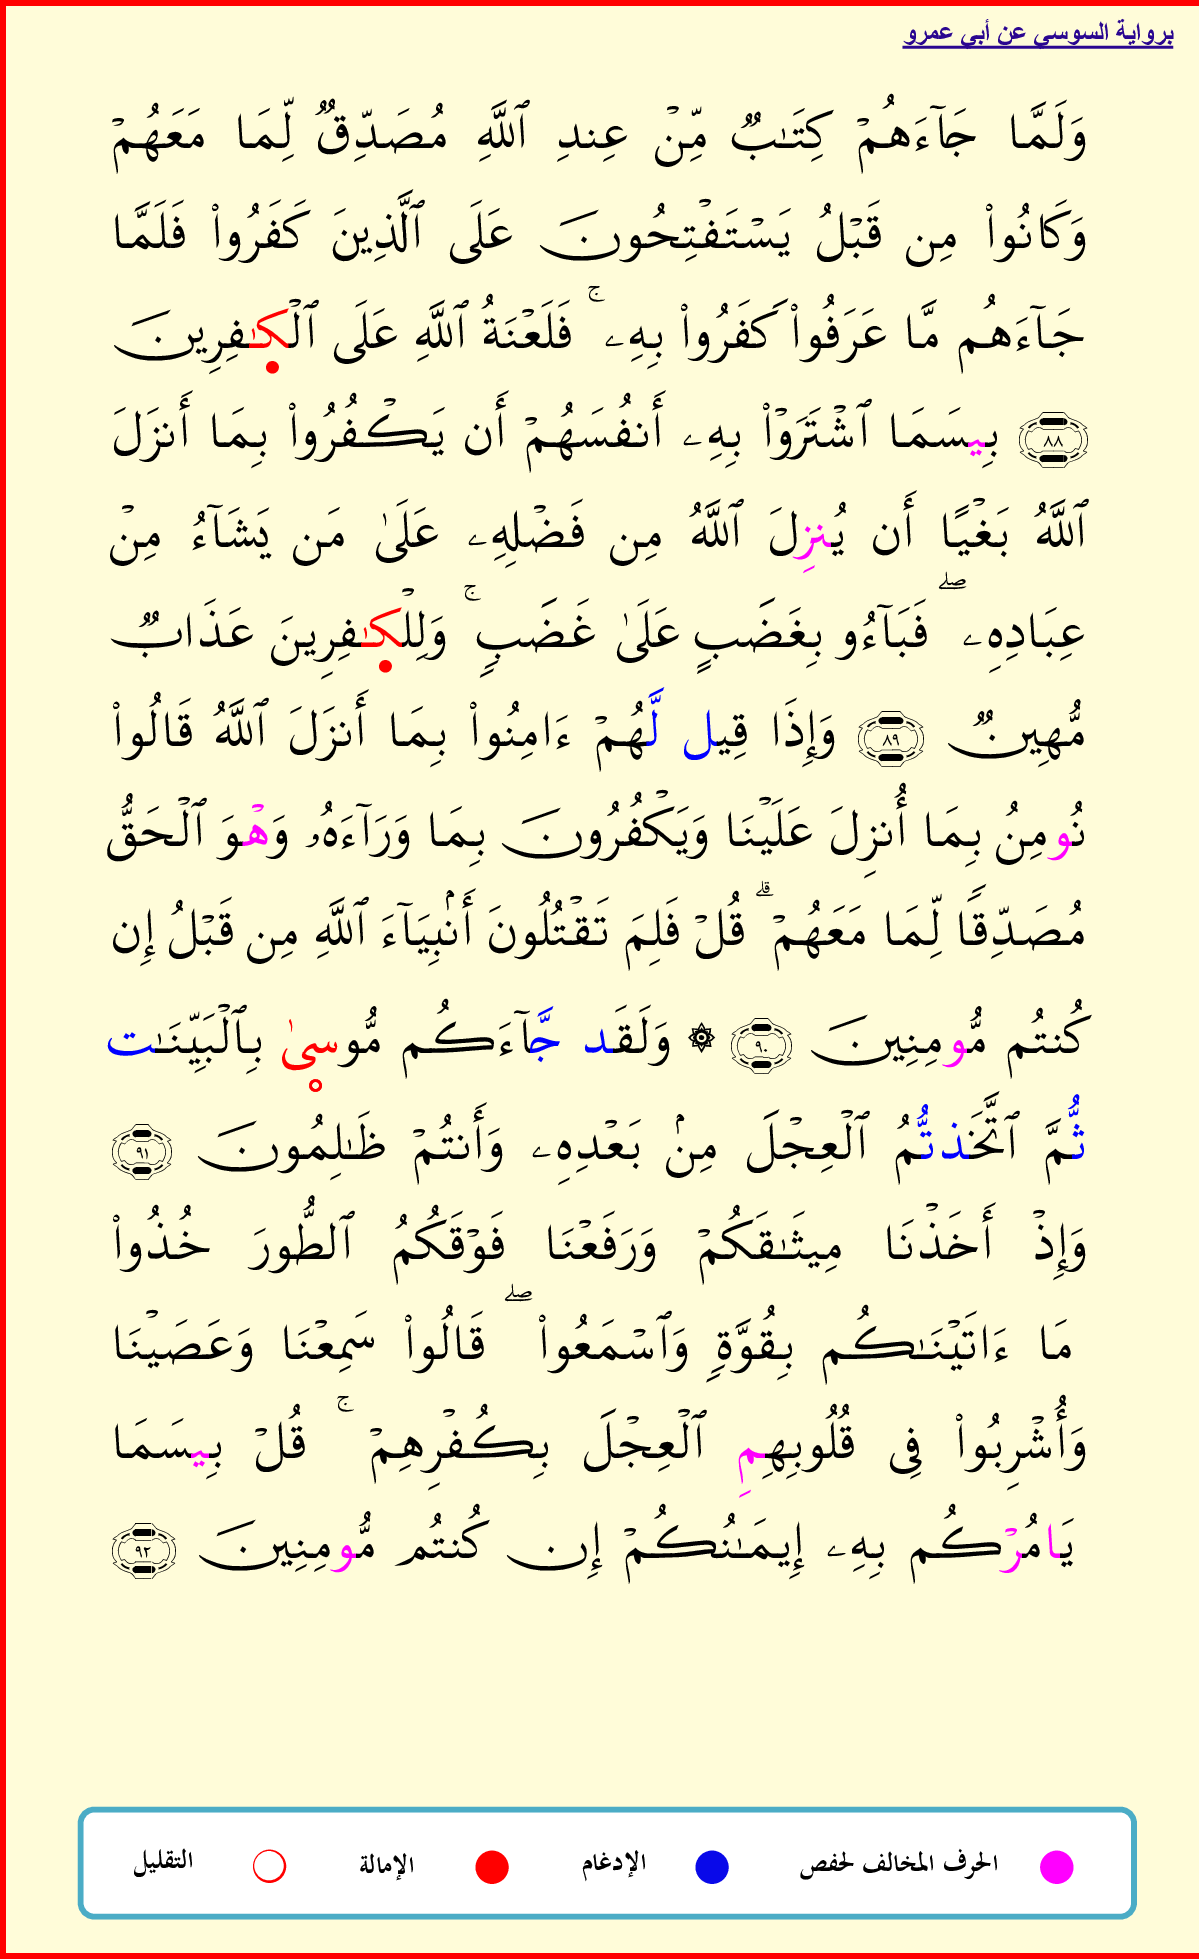 برواية السوسي عن أبي عمرو
وَلَمَّا جَآءَهُمۡ كِتَٰبٞ مِّنۡ عِندِ ٱللَّهِ مُصَدِّقٞ لِّمَا مَعَهُمۡ
وَكَانُواْ مِن قَبۡلُ يَسۡتَفۡتِحُونَ عَلَى ٱلَّذِينَ كَفَرُواْ فَلَمَّا
جَآءَهُم مَّا عَرَفُواْ كَفَرُواْ بِهِۦۚ فَلَعۡنَةُ ٱللَّهِ عَلَى ٱلۡكٰفِرِينَ
٨٨ بِيسَمَا ٱشۡتَرَوۡاْ بِهِۦ أَنفُسَهُمۡ أَن يَكۡفُرُواْ بِمَا أَنزَلَ
ٱللَّهُ بَغۡيًا أَن يُنزِلَ ٱللَّهُ مِن فَضۡلِهِۦ عَلَىٰ مَن يَشَآءُ مِنۡ
عِبَادِهِۦۖ فَبَآءُو بِغَضَبٍ عَلَىٰ غَضَبٖۚ وَلِلۡكٰفِرِينَ عَذَابٞ
مُّهِينٞ ٨٩ وَإِذَا قِيل لَّهُمۡ ءَامِنُواْ بِمَا أَنزَلَ ٱللَّهُ قَالُواْ
نُومِنُ بِمَا أُنزِلَ عَلَيۡنَا وَيَكۡفُرُونَ بِمَا وَرَآءَهُۥ وَهۡوَ ٱلۡحَقُّ
مُصَدِّقٗا لِّمَا مَعَهُمۡۗ قُلۡ فَلِمَ تَقۡتُلُونَ أَنۢبِيَآءَ ٱللَّهِ مِن قَبۡلُ إِن
كُنتُم مُّومِنِينَ ٩٠ ۞ وَلَقَد جَّآءَكُم مُّوسىٰ بِٱلۡبَيِّنَٰت
ثُّمَّ ٱتَّخَذتُّمُ ٱلۡعِجۡلَ مِنۢ بَعۡدِهِۦ وَأَنتُمۡ ظَٰلِمُونَ ٩١
وَإِذۡ أَخَذۡنَا مِيثَٰقَكُمۡ وَرَفَعۡنَا فَوۡقَكُمُ ٱلطُّورَ خُذُواْ
مَا ءَاتَيۡنَٰكُم بِقُوَّةٖ وَٱسۡمَعُواْۖ قَالُواْ سَمِعۡنَا وَعَصَيۡنَا
وَأُشۡرِبُواْ فِى قُلُوبِهِمِ ٱلۡعِجۡلَ بِكُفۡرِهِمۡۚ قُلۡ بِيسَمَا
يَامُرۡكُم بِهِۦ إِيمَٰنُكُمۡ إِن كُنتُم مُّومِنِينَ ٩٢
الحرف المخالف لحفص الإدغام الإمالة التقليل